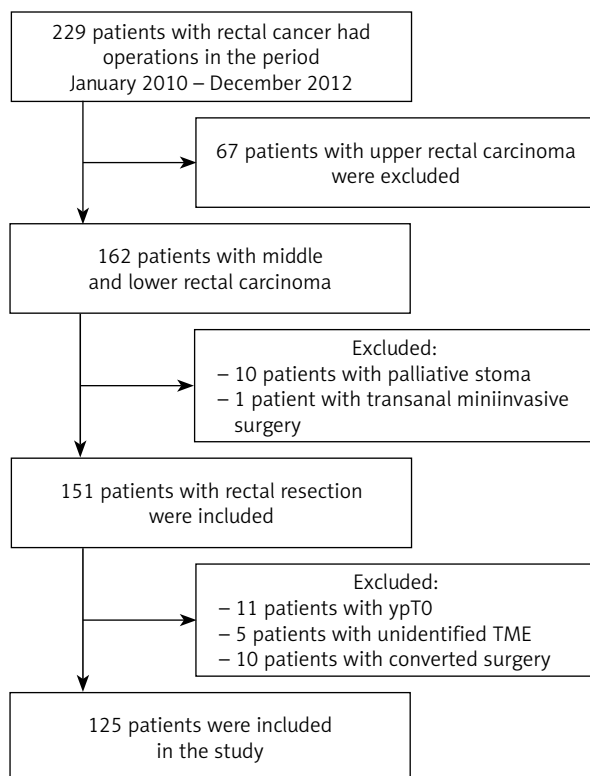 229 patients with rectal cancer had
operations in the period
January 2010 – December 2012
67 patients with upper rectal carcinoma
were excluded
162 patients with middle
and lower rectal carcinoma
Excluded:
– 10 patients with palliative stoma
– 1 patient with transanal miniinvasive
surgery
151 patients with rectal resection
were included
Excluded:
– 11 patients with ypT0
– 5 patients with unidentified TME
– 10 patients with converted surgery
125 patients were included
in the study